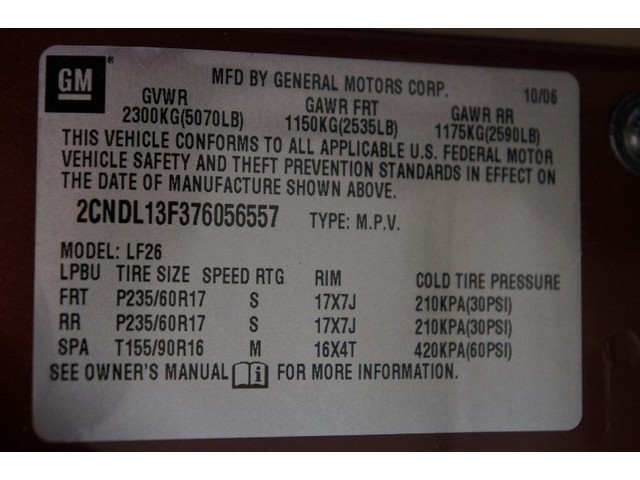 GM ® MFD BY GENERAL MOTORS CORP. 10/06
GVWR GAWR FRT GAWR RR
2300KG(5070LB) 1150KG(2535LB) 1175KG(2590LB)
THIS VEHICLE CONFORMS TO ALL APPLICABLE U.S. FEDERAL MOTOR
VEHICLE SAFETY AND THEFT PREVENTION STANDARDS IN EFFECT ON
THE DATE OF MANUFACTURE SHOWN ABOVE.
2CNDL13F376056557 TYPE: M.P.V.
MODEL: LF26
LPBU TIRE SIZE SPEED RTG RIM COLD TIRE PRESSURE
FRT P235/60R17 S 17X7J 210KPA(30PSI)
RR P235/60R17 S 17X7J 210KPA(30PSI)
SPA T155/90R16 M 16X4T 420KPA(60PSI)
SEE OWNER'S MANUAL i FOR MORE INFORMATION.